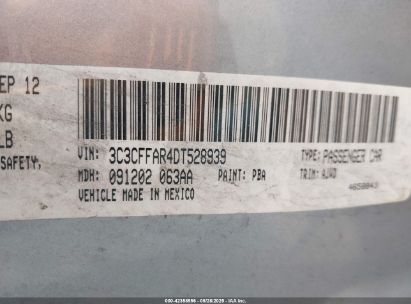 EP 12
KG
LB
SAFETY,
VIN: 3C3CFFAR4DT528939 TYPE: PASSENGER CAR
MDH: 091202 063AA PAINT: PBA TRIM: AJVD
VEHICLE MADE IN MEXICO